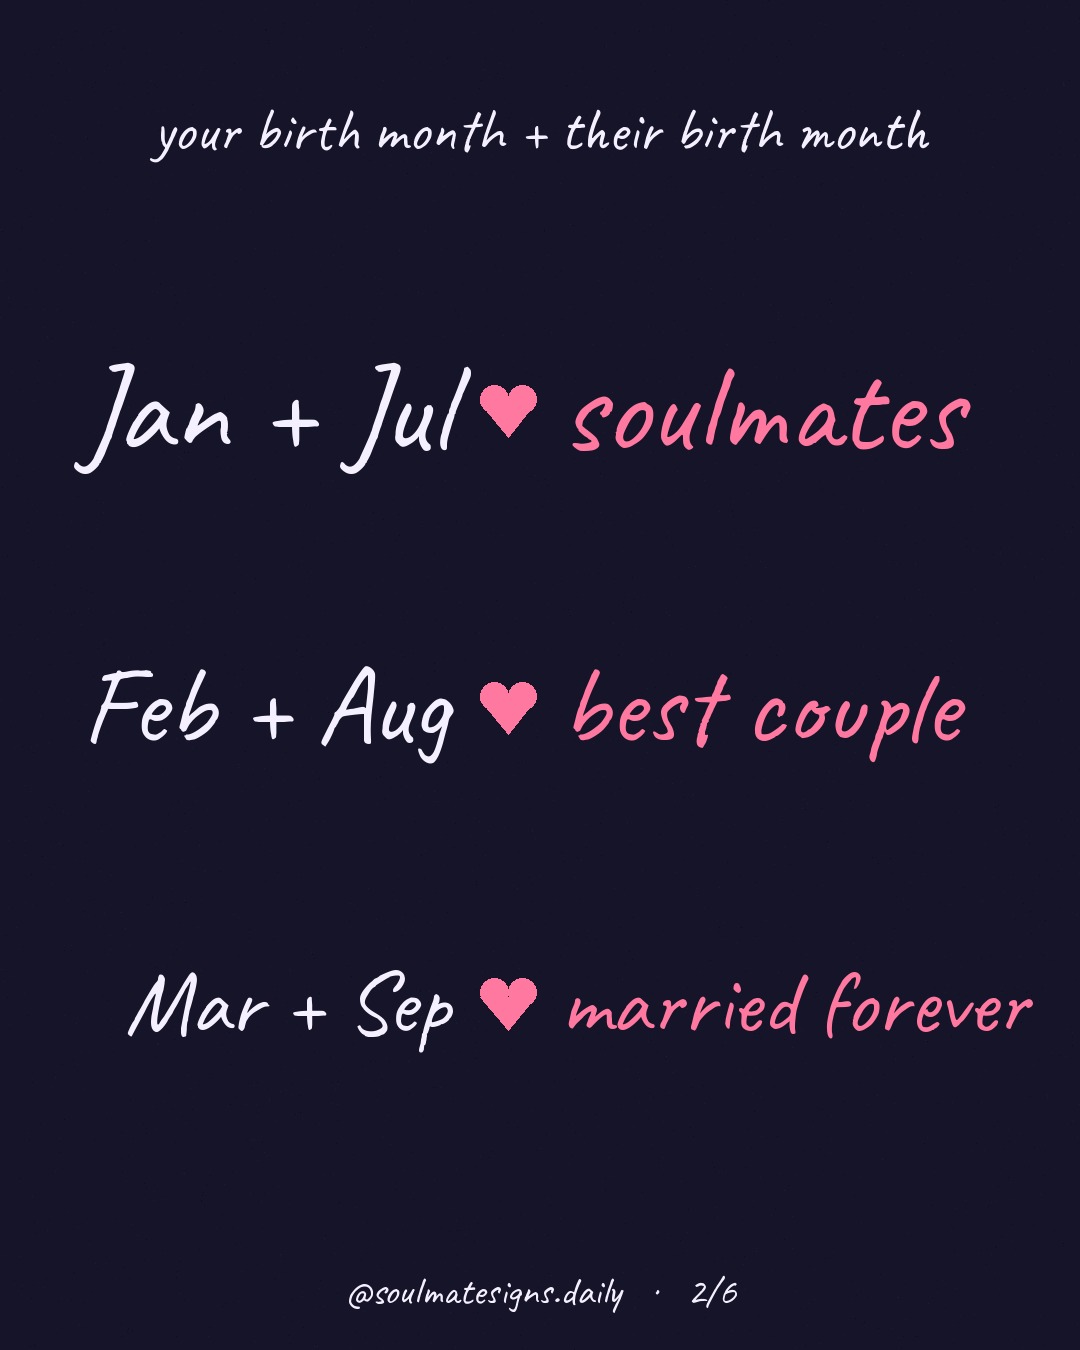 your birth month + their birth month
Jan + Jul ♥ soulmates
Feb + Aug ♥ best couple
Mar + Sep ♥ married forever
@soulmatesigns.daily · 2/6